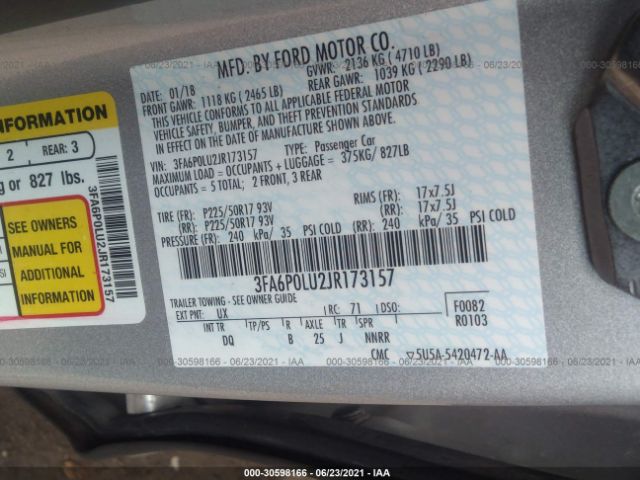 MFD. BY FORD MOTOR CO.
DATE: 01/18
GVWR: 2136 KG ( 4710 LB)
FRONT GAWR: 1118 KG ( 2465 LB)
REAR GAWR: 1039 KG ( 2290 LB)
THIS VEHICLE CONFORMS TO ALL APPLICABLE FEDERAL MOTOR
VEHICLE SAFETY, BUMPER, AND THEFT PREVENTION STANDARDS
IN EFFECT ON THE DATE OF MANUFACTURE SHOWN ABOVE.
VIN: 3FA6P0LU2JR173157 TYPE: Passenger Car
MAXIMUM LOAD = OCCUPANTS + LUGGAGE = 375KG/ 827LB
OCCUPANTS = 5 TOTAL; 2 FRONT, 3 REAR
TIRE (FR): P225/50R17 93V RIMS (FR): 17x7.5J
(RR): P225/50R17 93V (RR): 17x7.5J
PRESSURE (FR): 240 kPa/ 35 PSI COLD (RR): 240 kPa/ 35 PSI COLD
3FA6P0LU2JR173157
TRAILER TOWING - SEE OWNER GUIDE
EXT PNT: UX RC: 71 DSO:
INT TR TP/PS R AXLE TR SPR
DQ B 25 J NNRR
F0082
R0103
CMC ▽5U5A-5420472-AA
INFORMATION
2 REAR: 3
or 827 lbs.
SEE OWNERS
MANUAL FOR
ADDITIONAL
INFORMATION
3FA6P0LU2JR173157
000-30598166 - 06/23/2021 - IAA